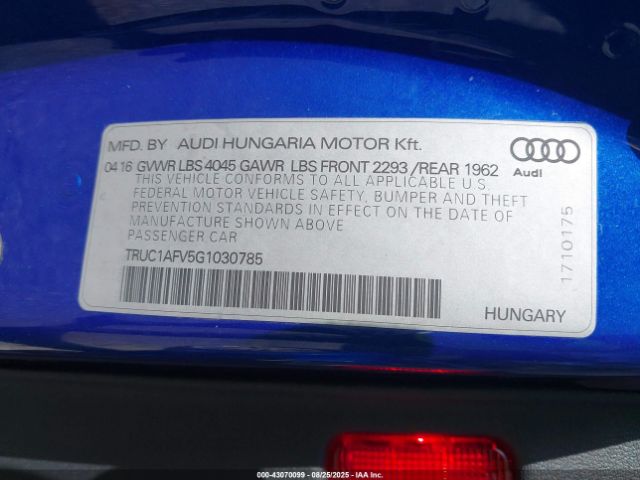 MFD. BY AUDI HUNGARIA MOTOR Kft.
04 16 GVWR LBS 4045 GAWR LBS FRONT 2293 /REAR 1962
THIS VEHICLE CONFORMS TO ALL APPLICABLE U.S.
FEDERAL MOTOR VEHICLE SAFETY, BUMPER AND THEFT
PREVENTION STANDARDS IN EFFECT ON THE DATE OF
MANUFACTURE SHOWN ABOVE
PASSENGER CAR
TRUC1AFV5G1030785
Audi
1710175
HUNGARY
000-43070099 - 08/25/2025 - IAA Inc.